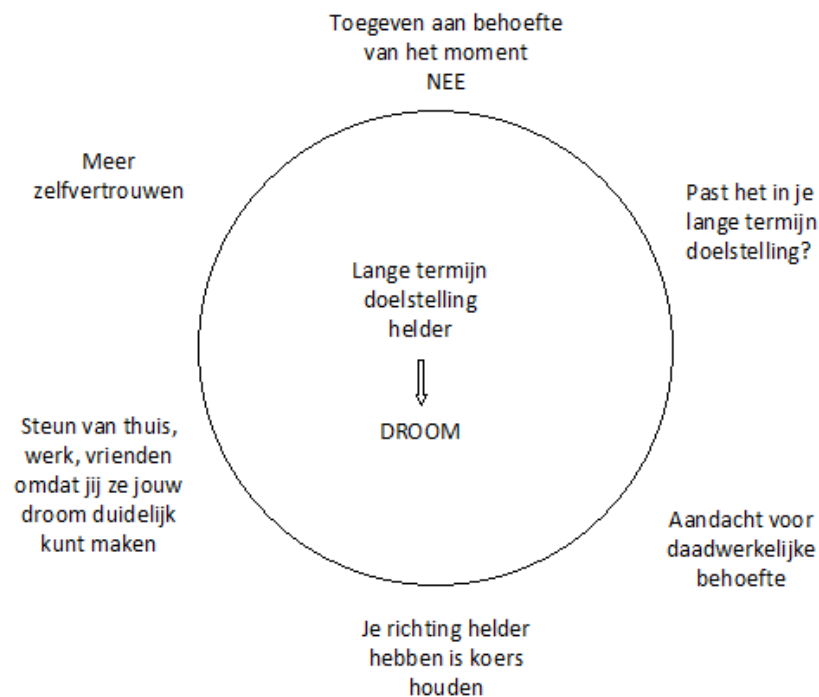 Toegeven aan behoefte
van het moment
NEE
Meer
zelfvertrouwen
Past het in je
lange termijn
doelstelling?
Lange termijn
doelstelling
helder
DROOM
Steun van thuis,
werk, vrienden
omdat jij ze jouw
droom duidelijk
kunt maken
Aandacht voor
daadwerkelijke
behoefte
Je richting helder
hebben is koers
houden